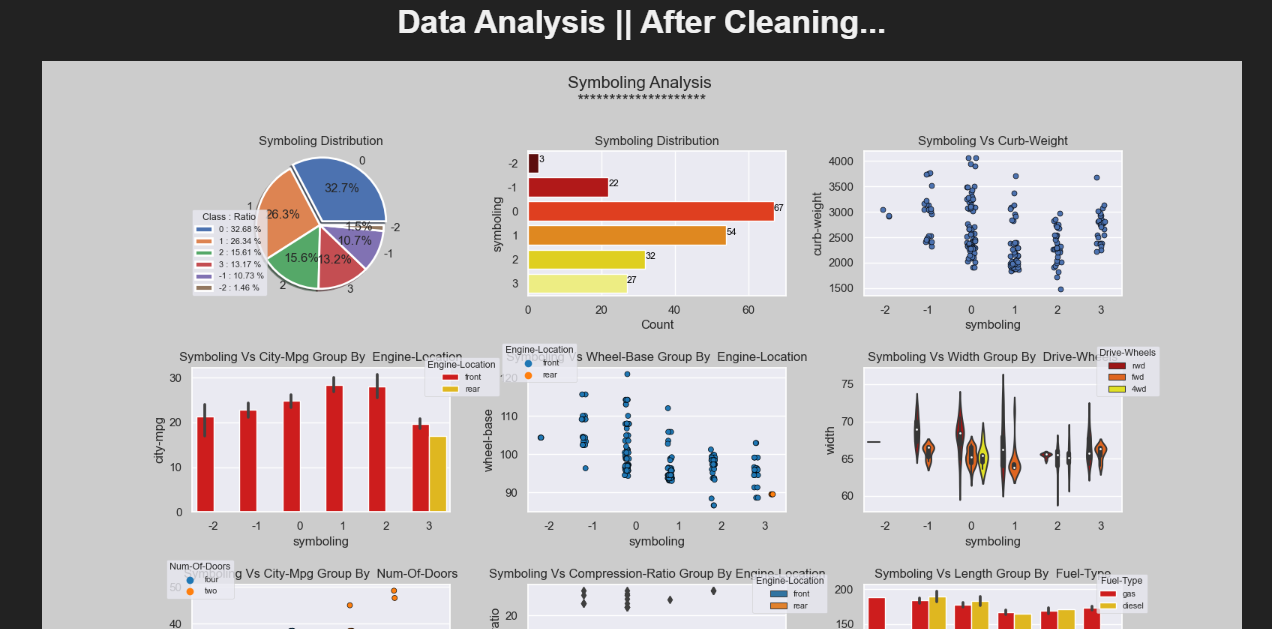 Data Analysis || After Cleaning...
Symboling Analysis
********************
Symboling Distribution
0
32.7%
1
26.3%
1.5%
-2
10.7%
-1
15.6%
13.2%
2
3
Class : Ratio
0 : 32.68 %
1 : 26.34 %
2 : 15.61 %
3 : 13.17 %
-1 : 10.73 %
-2 : 1.46 %
Symboling Distribution
symboling
-2
3
-1
22
0
67
1
54
2
32
3
27
0 20 40 60
Count
Symboling Vs Curb-Weight
curb-weight
4000
3500
3000
2500
2000
1500
-2 -1 0 1 2 3
symboling
Symboling Vs City-Mpg Group By Engine-Location
Engine-Location
front
rear
city-mpg
30
20
10
0
-2 -1 0 1 2 3
symboling
Symboling Vs Wheel-Base Group By Engine-Location
Engine-Location
front
rear
wheel-base
120
110
100
90
-2 -1 0 1 2 3
symboling
Symboling Vs Width Group By Drive-Wheels
Drive-Wheels
rwd
fwd
4wd
width
75
70
65
60
-2 -1 0 1 2 3
symboling
Symboling Vs City-Mpg Group By Num-Of-Doors
Num-Of-Doors
four
two
50
40
Symboling Vs Compression-Ratio Group By Engine-Location
Engine-Location
front
rear
20
atio
Symboling Vs Length Group By Fuel-Type
Fuel-Type
gas
diesel
200
150